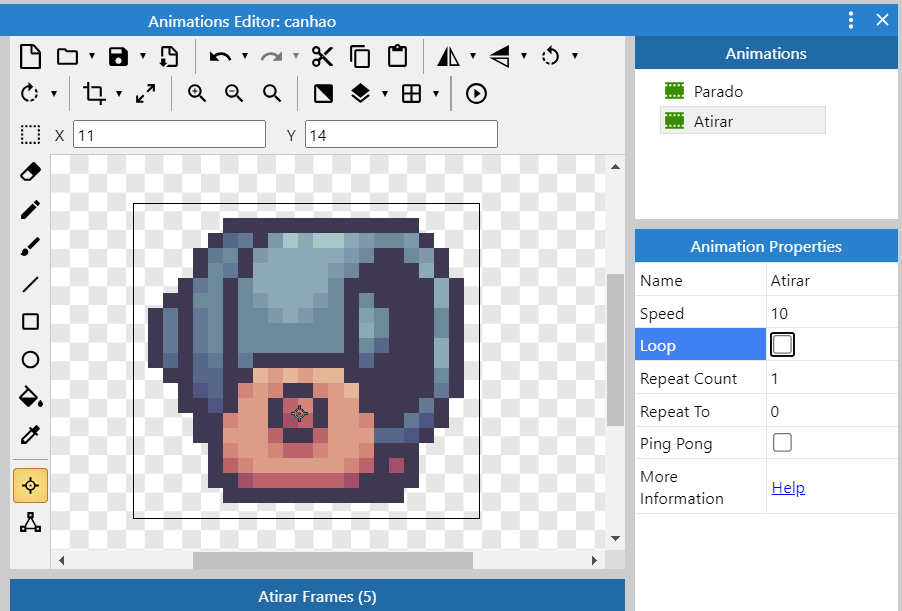 Animations Editor: canhao
X 11 Y 14
Atirar Frames (5)
Animations
Parado
Atirar
Animation Properties
Name Atirar
Speed 10
Loop
Repeat Count 1
Repeat To 0
Ping Pong
More
Information
Help